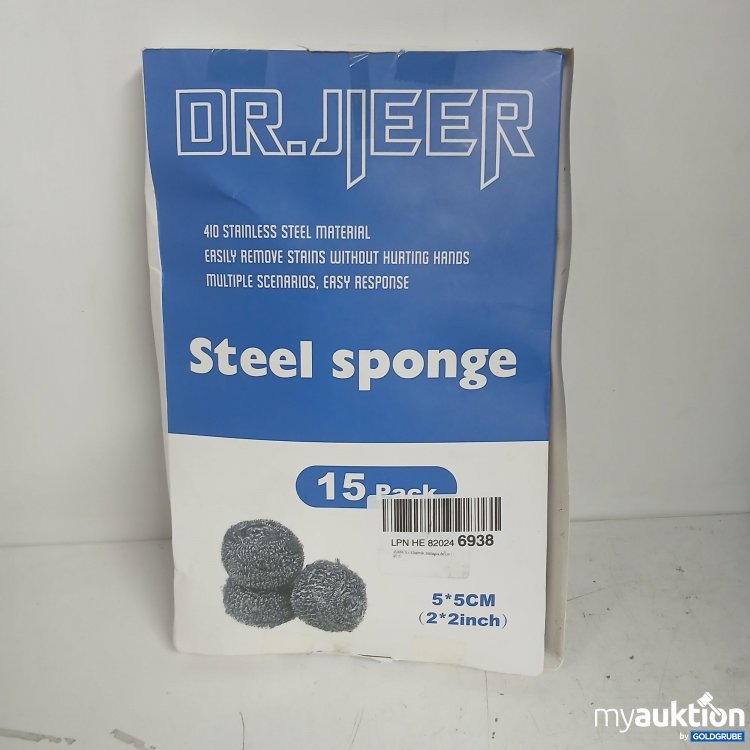 DR.JIEER
410 STAINLESS STEEL MATERIAL
EASILY REMOVE STAINS WITHOUT HURTING HANDS
MULTIPLE SCENARIOS, EASY RESPONSE
Steel sponge
15 Pack
LPN HE 82024 6938
5*5CM
(2*2inch)
myauktion
by GOLDGRUBE